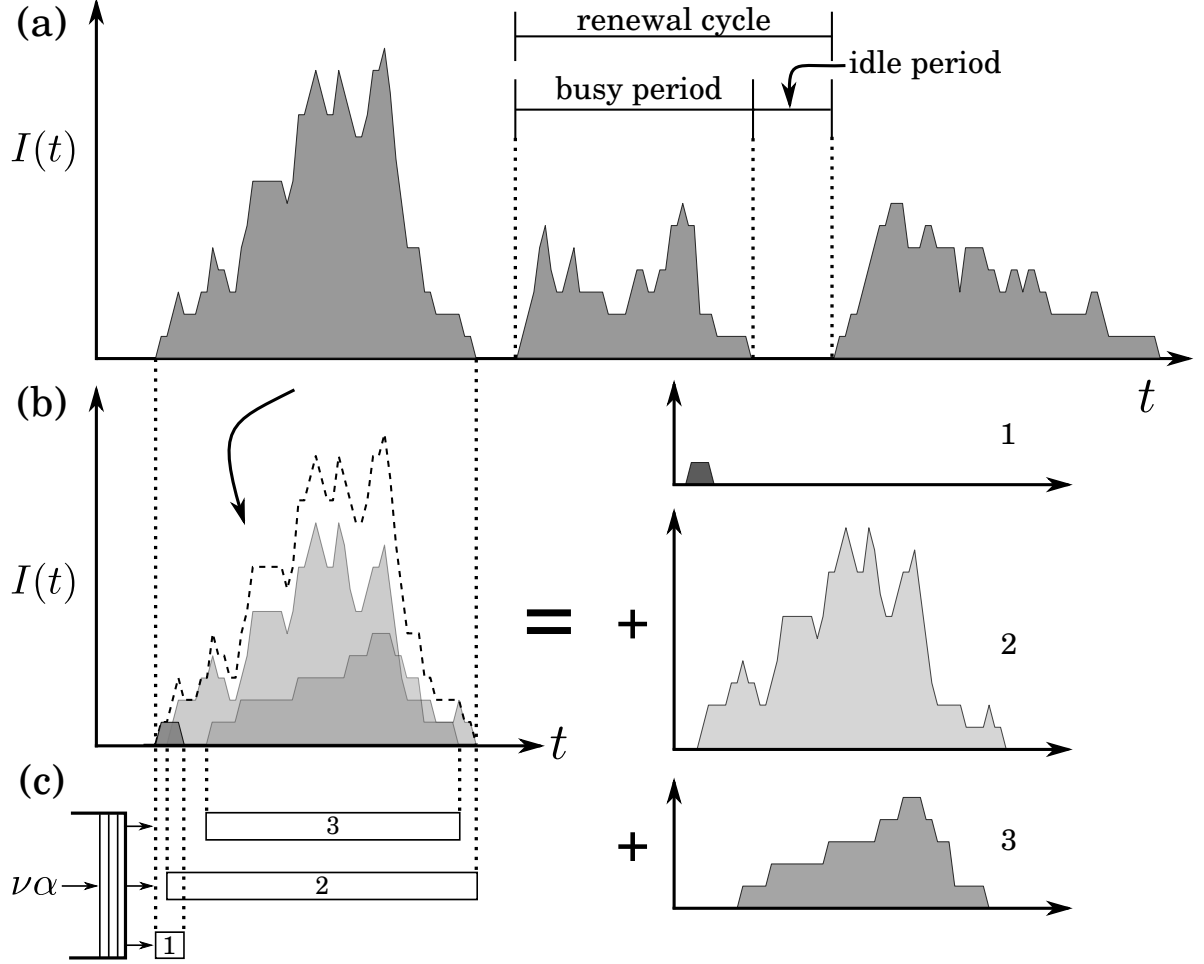 (a)
renewal cycle
idle period
busy period
I(t)
t
(b)
1
I(t)
= + 2
t
(c)
3
+ 3
να
2
1